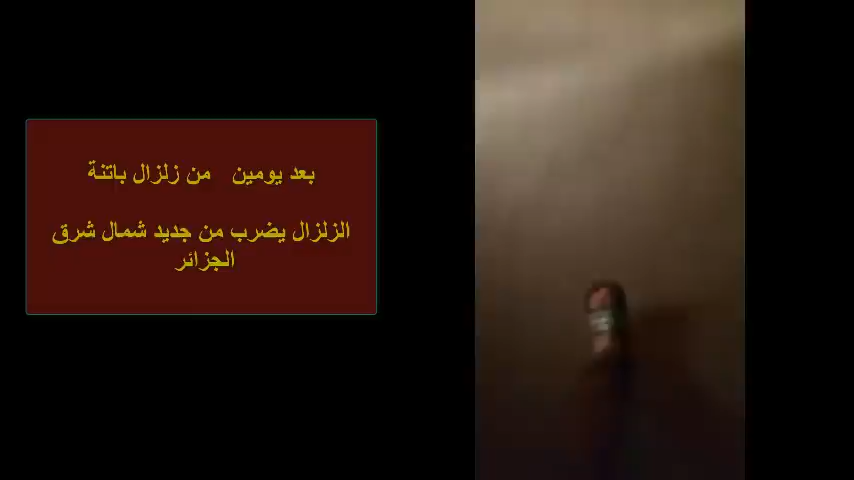 بعد يومين من زلزال باتنة
الزلزال يضرب من جديد شمال شرق
الجزائر